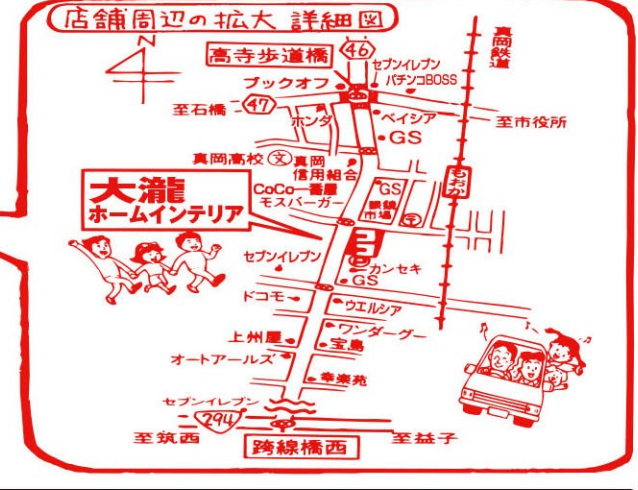 店舗周辺の拡大 詳細図
N
46
高寺歩道橋
真岡鉄道
セブンイレブン
パチンコBOSS
ブックオフ
至石橋
47
ホンダ
ベイシア
至市役所
GS
真岡高校
文
真岡
信用組合
もおか
大瀧
ホームインテリア
CoCo一番屋
モスバーガー
GS
眼鏡
市場
〒
セブンイレブン
カンセキ
GS
ドコモ
ウエルシア
ワンダーグー
上州屋
宝島
オートアールズ
幸楽苑
セブンイレブン
294
至筑西
跨線橋西
至益子